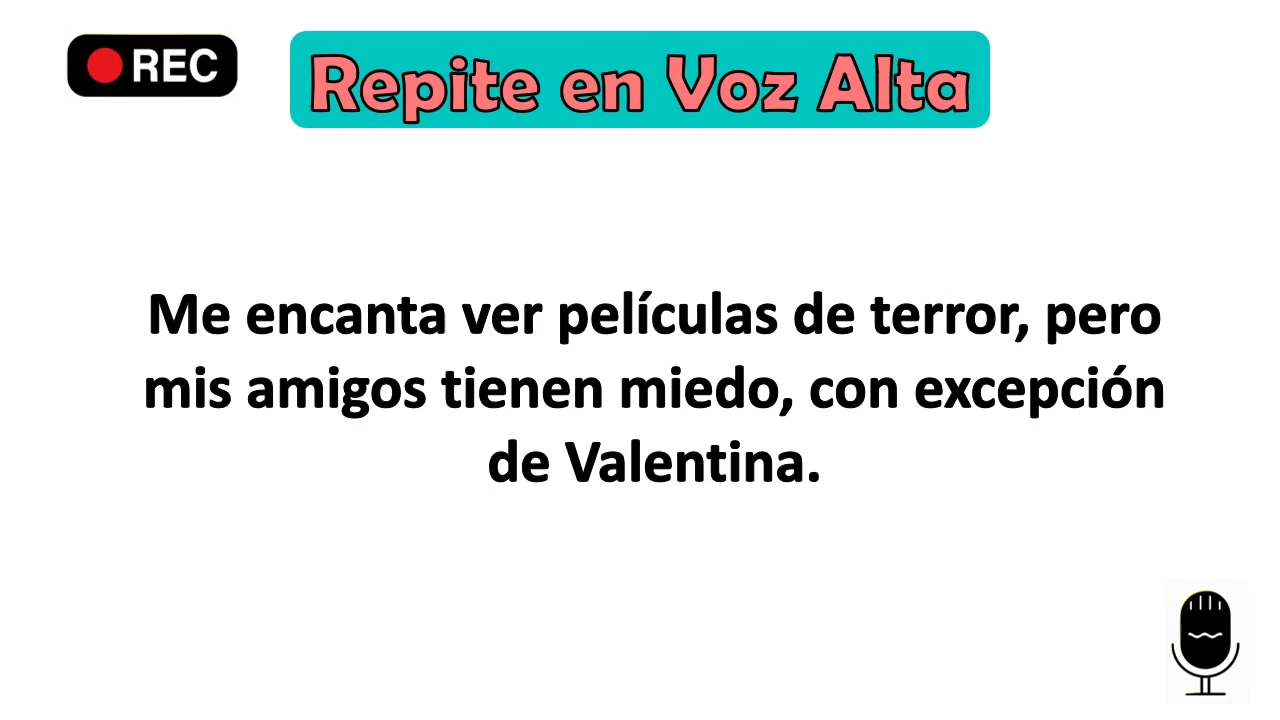 REC
Repite en Voz Alta
Me encanta ver películas de terror, pero
mis amigos tienen miedo, con excepción
de Valentina.